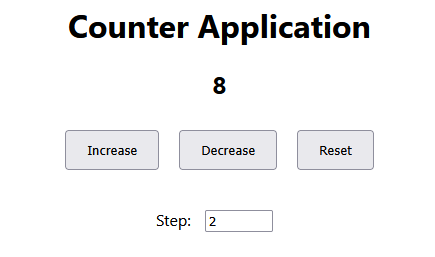 Counter Application
8
Increase Decrease Reset
Step: 2